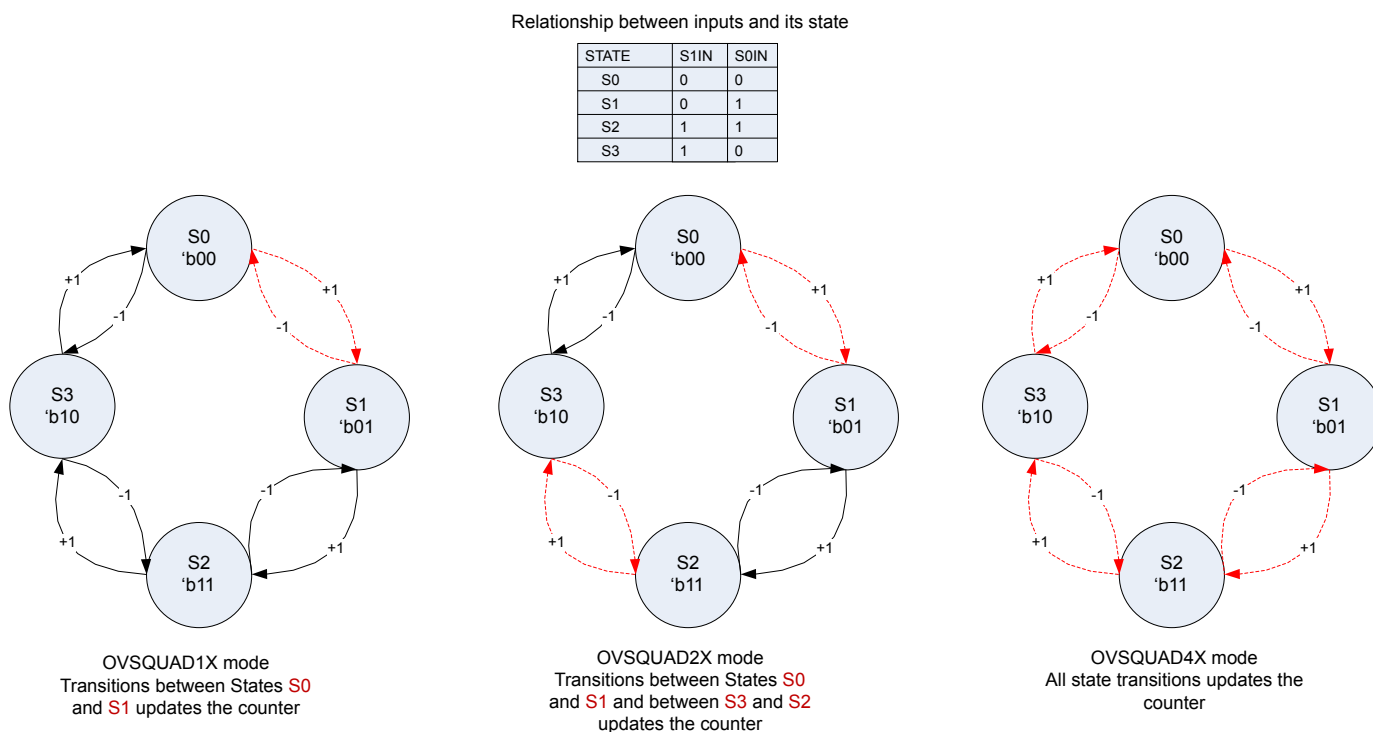 Relationship between inputs and its state
STATE S1IN S0IN
S0 0 0
S1 0 1
S2 1 1
S3 1 0
S0
‘b00
+1
-1
+1
-1
S3
‘b10
S1
‘b01
-1
+1
-1
+1
S2
‘b11
OVSQUAD1X mode
Transitions between States S0
and S1 updates the counter
S0
‘b00
+1
-1
+1
-1
S3
‘b10
S1
‘b01
-1
+1
-1
+1
S2
‘b11
OVSQUAD2X mode
Transitions between States S0
and S1 and between S3 and S2
updates the counter
S0
‘b00
+1
-1
+1
-1
S3
‘b10
S1
‘b01
-1
+1
-1
+1
S2
‘b11
OVSQUAD4X mode
All state transitions updates the
counter